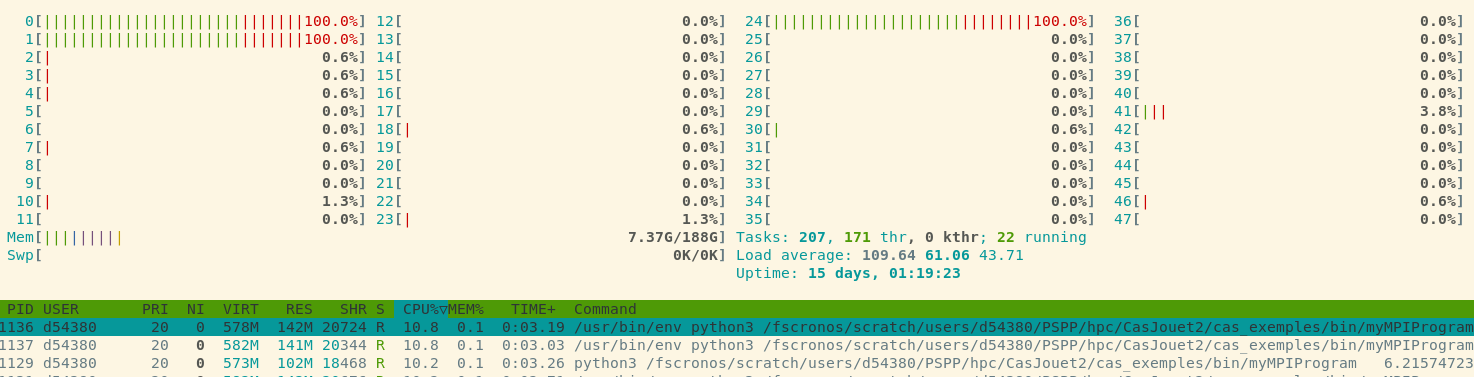 0[||||||||||||||||||||||||||||100.0%] 12[ 0.0%] 24[||||||||||||||||||||||||||||100.0%] 36[ 0.0%]
1[||||||||||||||||||||||||||||100.0%] 13[ 0.0%] 25[ 0.0%] 37[ 0.0%]
2[| 0.6%] 14[ 0.0%] 26[ 0.0%] 38[ 0.0%]
3[| 0.6%] 15[ 0.0%] 27[ 0.0%] 39[ 0.0%]
4[| 0.6%] 16[ 0.0%] 28[ 0.0%] 40[ 0.0%]
5[ 0.0%] 17[ 0.0%] 29[ 0.0%] 41[||| 3.8%]
6[ 0.0%] 18[| 0.6%] 30[| 0.6%] 42[ 0.0%]
7[| 0.6%] 19[ 0.0%] 31[ 0.0%] 43[ 0.0%]
8[ 0.0%] 20[ 0.0%] 32[ 0.0%] 44[ 0.0%]
9[ 0.0%] 21[ 0.0%] 33[ 0.0%] 45[ 0.0%]
10[| 1.3%] 22[ 0.0%] 34[ 0.0%] 46[| 0.6%]
11[ 0.0%] 23[| 1.3%] 35[ 0.0%] 47[ 0.0%]
Mem[||||||||| 7.37G/188G] Tasks: 207, 171 thr, 0 kthr; 22 running
Swp[ 0K/0K] Load average: 109.64 61.06 43.71
Uptime: 15 days, 01:19:23
PID USER PRI NI VIRT RES SHR S CPU%▽MEM% TIME+ Command
1136 d54380 20 0 578M 142M 20724 R 10.8 0.1 0:03.19 /usr/bin/env python3 /fscronos/scratch/users/d54380/PSPP/hpc/CasJouet2/cas_exemples/bin/myMPIProgram
1137 d54380 20 0 582M 141M 20344 R 10.8 0.1 0:03.03 /usr/bin/env python3 /fscronos/scratch/users/d54380/PSPP/hpc/CasJouet2/cas_exemples/bin/myMPIProgram
1129 d54380 20 0 573M 102M 18468 R 10.2 0.1 0:03.26 python3 /fscronos/scratch/users/d54380/PSPP/hpc/CasJouet2/cas_exemples/bin/myMPIProgram 6.21574723